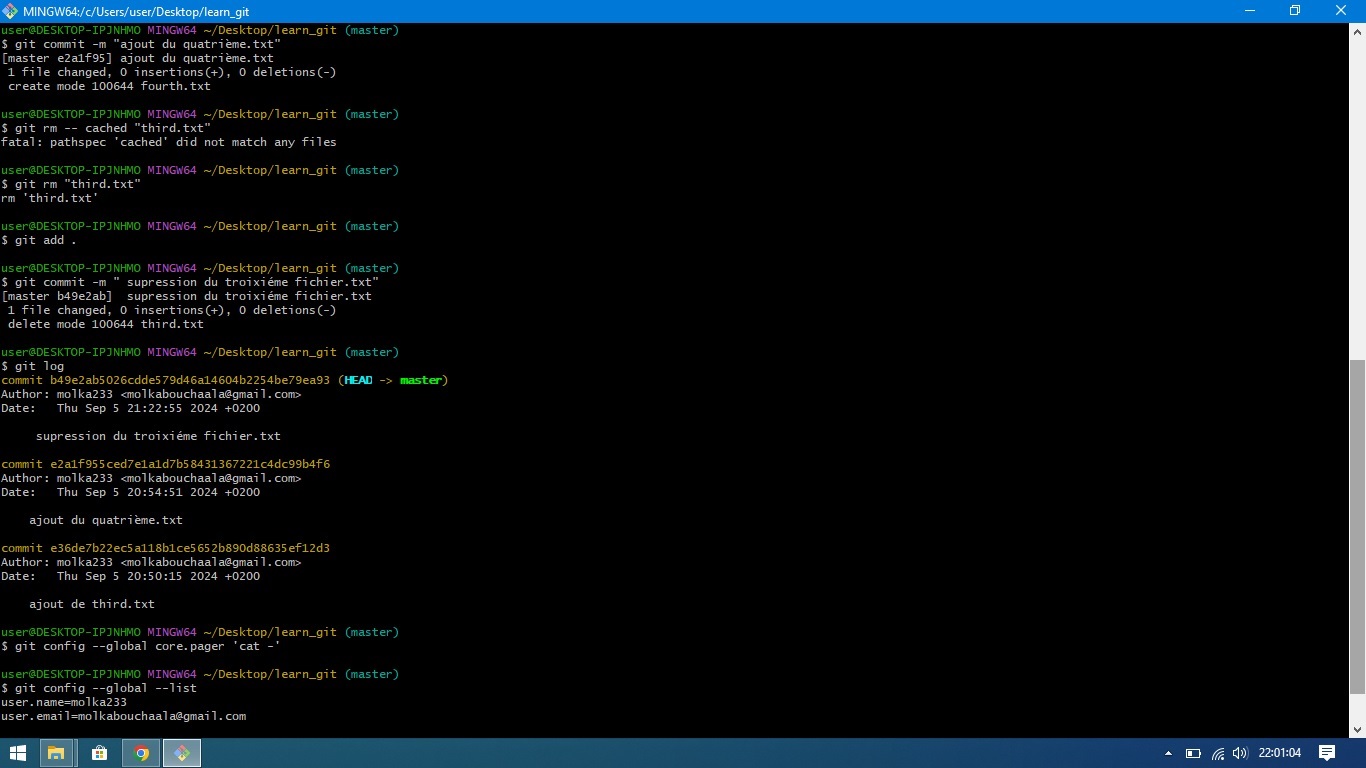 MINGW64:/c/Users/user/Desktop/learn_git
user@DESKTOP-IPJNHMO MINGW64 ~/Desktop/learn_git (master)
$ git commit -m "ajout du quatrième.txt"
[master e2a1f95] ajout du quatrième.txt
 1 file changed, 0 insertions(+), 0 deletions(-)
 create mode 100644 fourth.txt
user@DESKTOP-IPJNHMO MINGW64 ~/Desktop/learn_git (master)
$ git rm -- cached "third.txt"
fatal: pathspec 'cached' did not match any files
user@DESKTOP-IPJNHMO MINGW64 ~/Desktop/learn_git (master)
$ git rm "third.txt"
rm 'third.txt'
user@DESKTOP-IPJNHMO MINGW64 ~/Desktop/learn_git (master)
$ git add .
user@DESKTOP-IPJNHMO MINGW64 ~/Desktop/learn_git (master)
$ git commit -m " supression du troixiéme fichier.txt"
[master b49e2ab]  supression du troixiéme fichier.txt
 1 file changed, 0 insertions(+), 0 deletions(-)
 delete mode 100644 third.txt
user@DESKTOP-IPJNHMO MINGW64 ~/Desktop/learn_git (master)
$ git log
commit b49e2ab5026cdde579d46a14604b2254be79ea93 (HEAD -> master)
Author: molka233 <molkabouchaala@gmail.com>
Date:   Thu Sep 5 21:22:55 2024 +0200
     supression du troixiéme fichier.txt
commit e2a1f955ced7e1a1d7b58431367221c4dc99b4f6
Author: molka233 <molkabouchaala@gmail.com>
Date:   Thu Sep 5 20:54:51 2024 +0200
    ajout du quatrième.txt
commit e36de7b22ec5a118b1ce5652b890d88635ef12d3
Author: molka233 <molkabouchaala@gmail.com>
Date:   Thu Sep 5 20:50:15 2024 +0200
    ajout de third.txt
user@DESKTOP-IPJNHMO MINGW64 ~/Desktop/learn_git (master)
$ git config --global core.pager 'cat -'
user@DESKTOP-IPJNHMO MINGW64 ~/Desktop/learn_git (master)
$ git config --global --list
user.name=molka233
user.email=molkabouchaala@gmail.com
22:01:04